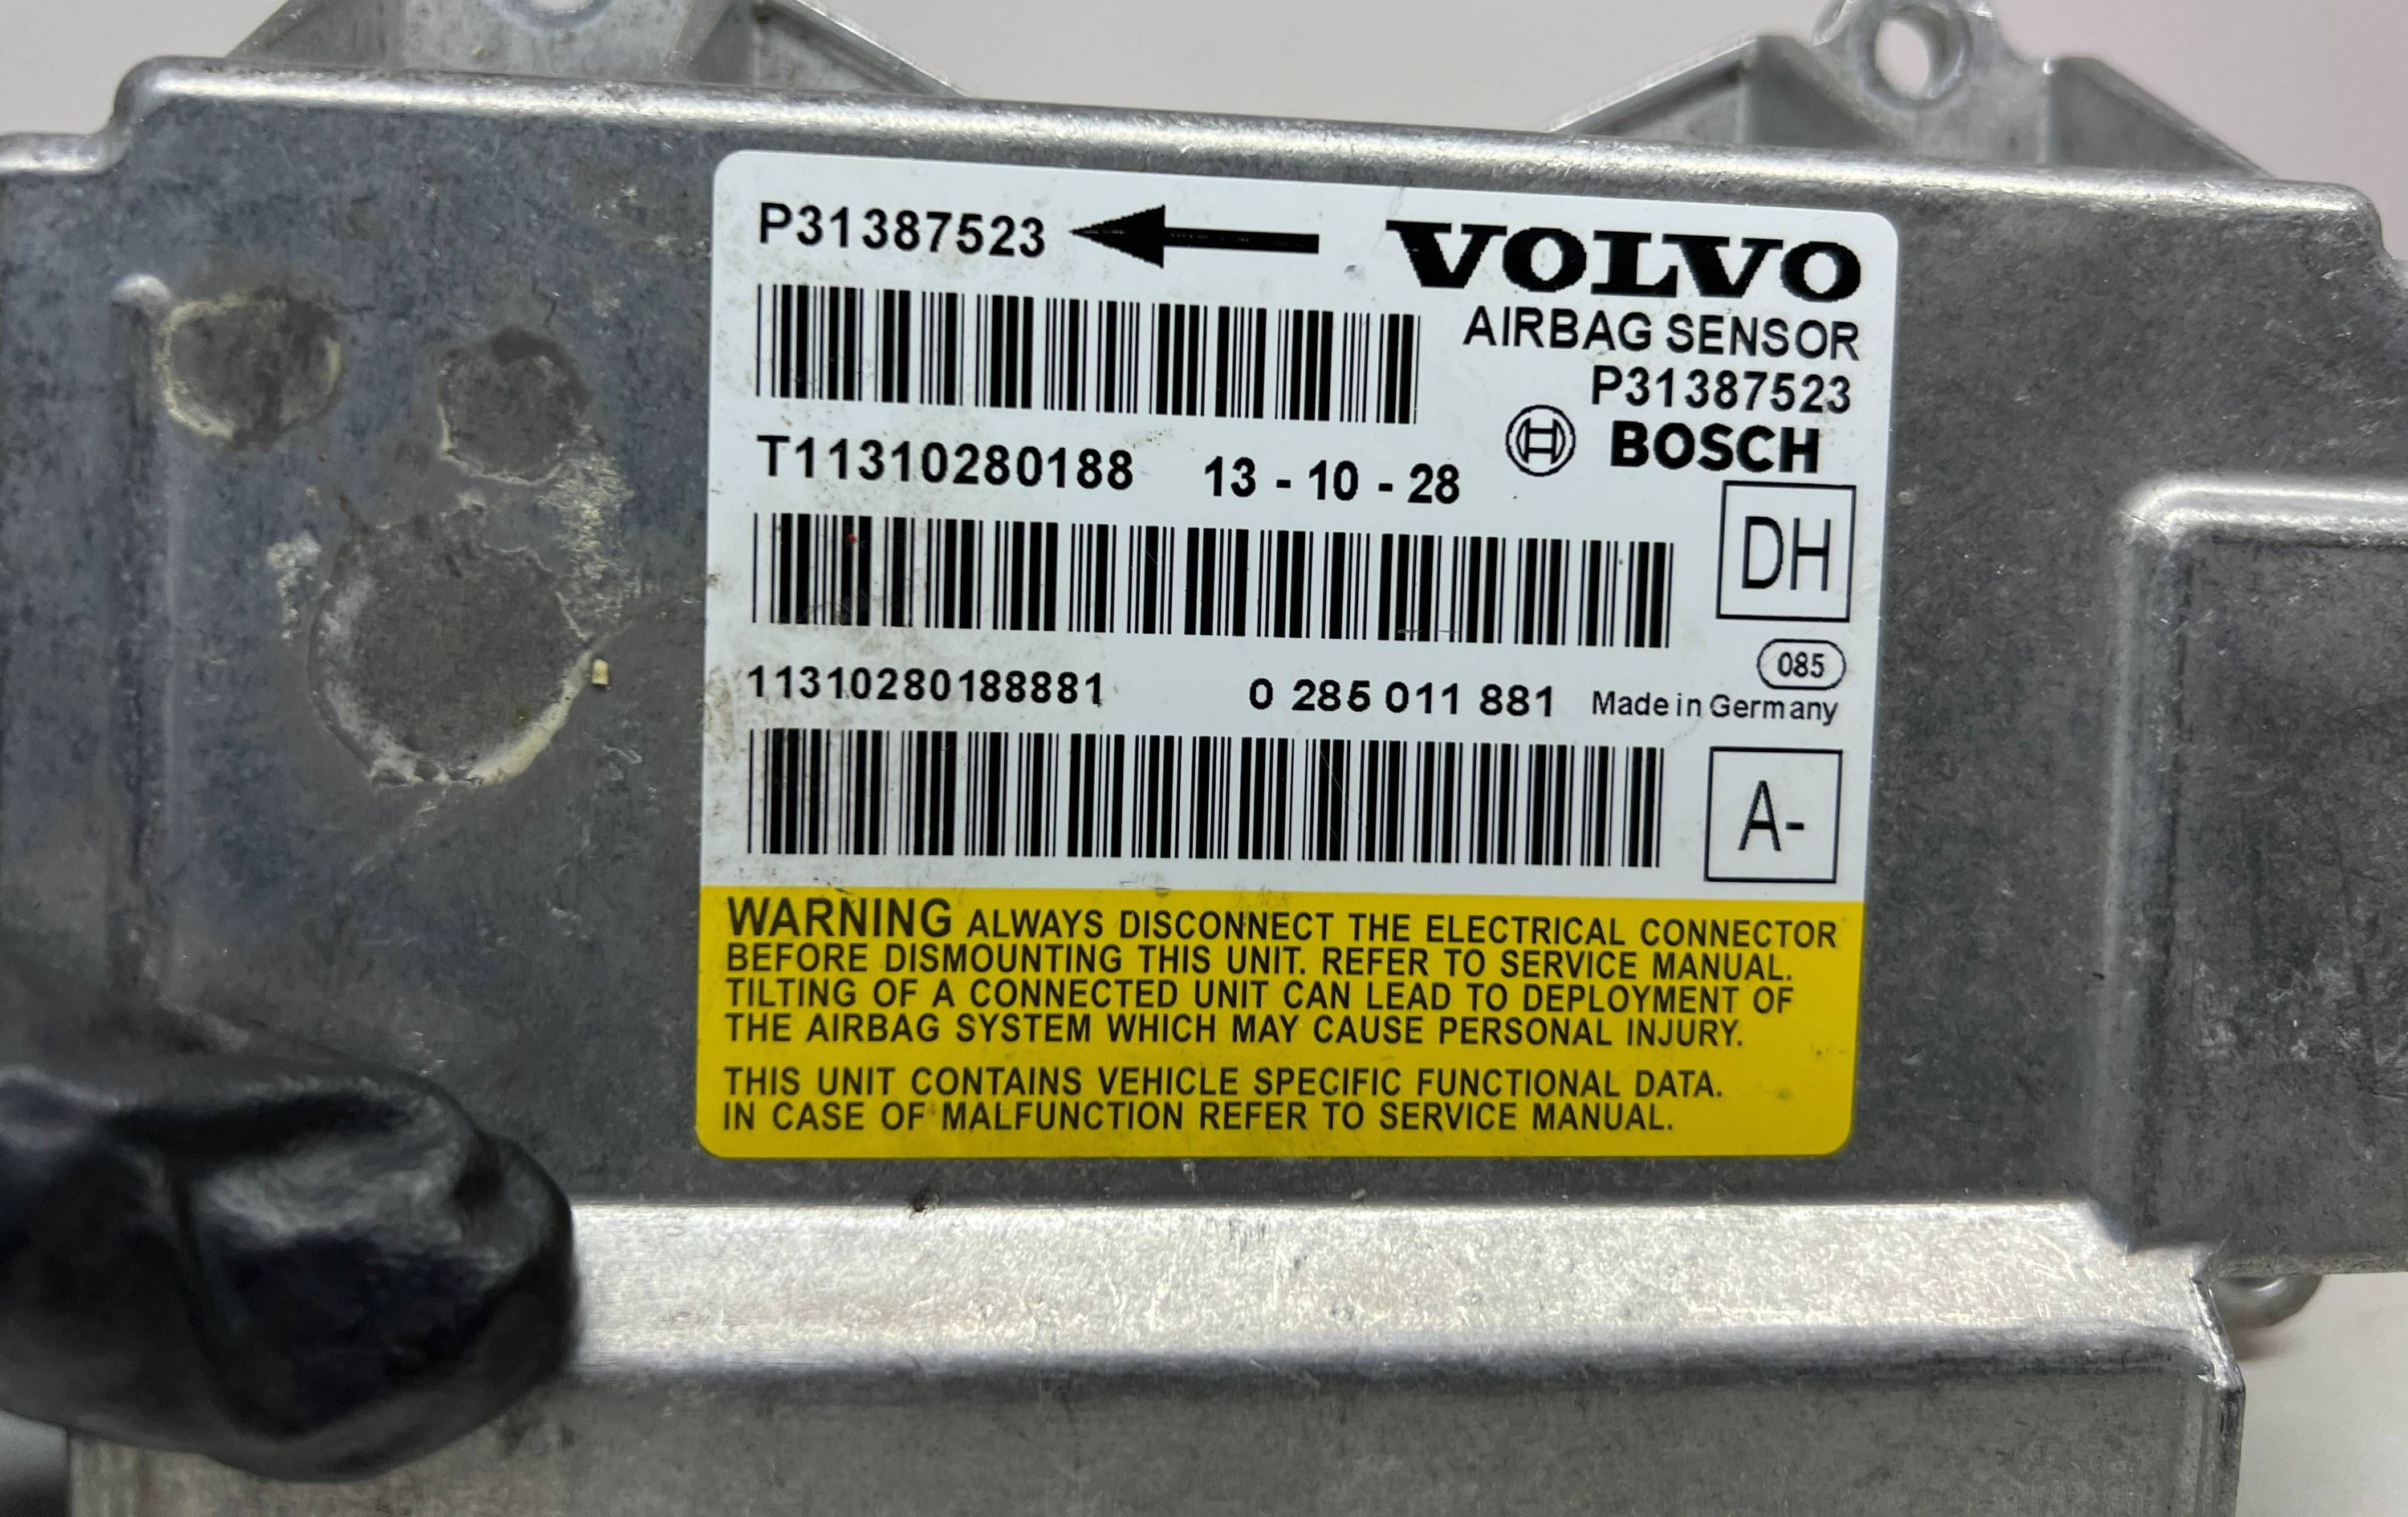 P31387523 VOLVO
AIRBAG SENSOR
P31387523
BOSCH
T11310280188 13 - 10 - 28
DH
085
11310280188881 0 285 011 881 Made in Germany
A-
WARNING ALWAYS DISCONNECT THE ELECTRICAL CONNECTOR
BEFORE DISMOUNTING THIS UNIT. REFER TO SERVICE MANUAL.
TILTING OF A CONNECTED UNIT CAN LEAD TO DEPLOYMENT OF
THE AIRBAG SYSTEM WHICH MAY CAUSE PERSONAL INJURY.
THIS UNIT CONTAINS VEHICLE SPECIFIC FUNCTIONAL DATA.
IN CASE OF MALFUNCTION REFER TO SERVICE MANUAL.